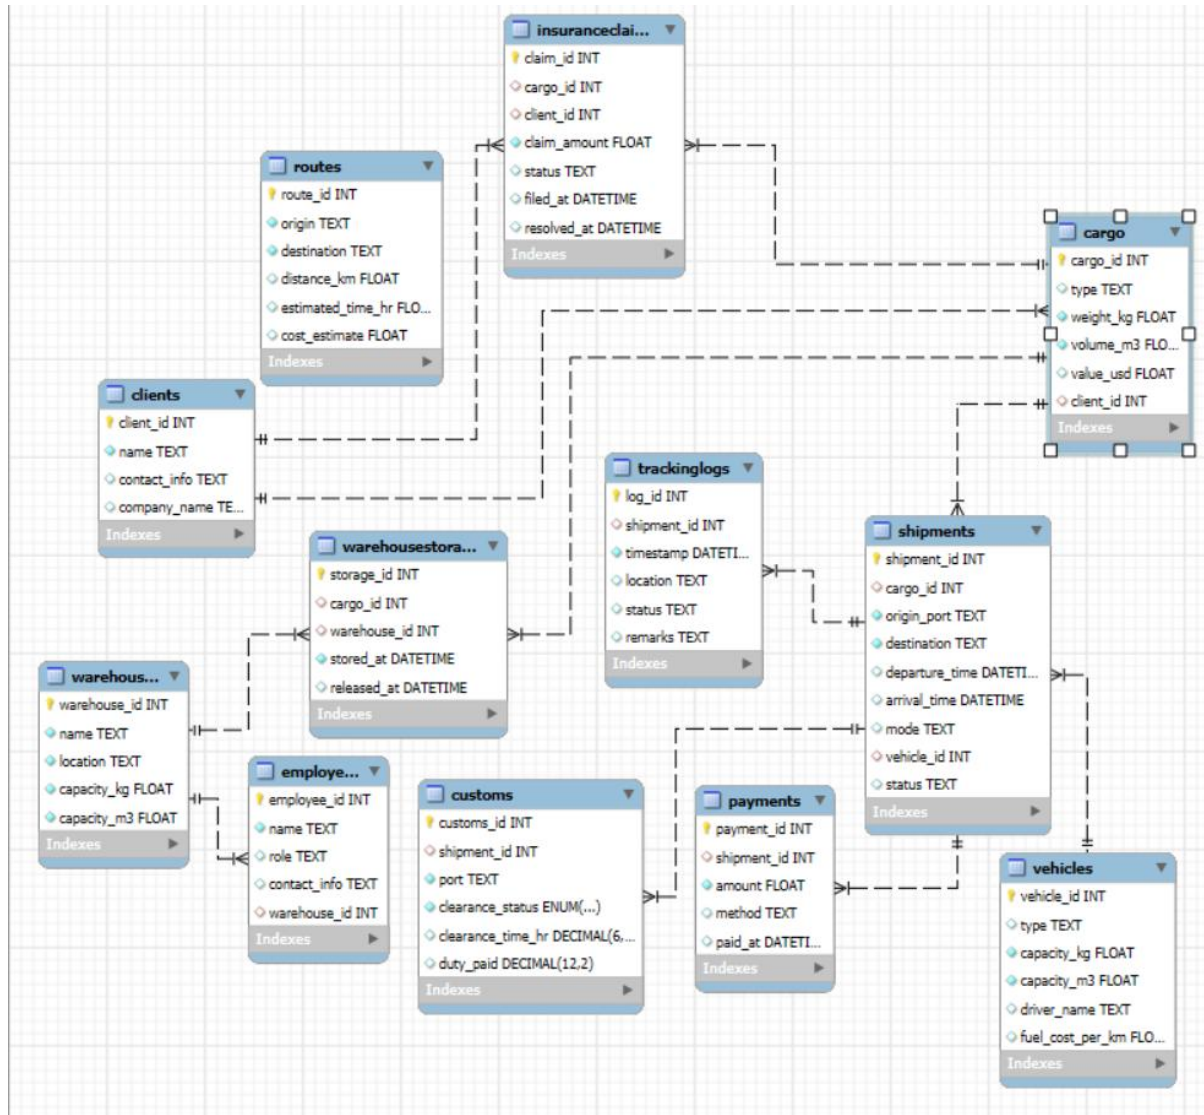 insuranceclai...
claim_id INT
cargo_id INT
client_id INT
claim_amount FLOAT
status TEXT
filed_at DATETIME
resolved_at DATETIME
Indexes
routes
route_id INT
origin TEXT
destination TEXT
distance_km FLOAT
estimated_time_hr FLO...
cost_estimate FLOAT
Indexes
cargo
cargo_id INT
type TEXT
weight_kg FLOAT
volume_m3 FLO...
value_usd FLOAT
client_id INT
Indexes
clients
client_id INT
name TEXT
contact_info TEXT
company_name TE...
Indexes
trackinglogs
log_id INT
shipment_id INT
timestamp DATETI...
location TEXT
status TEXT
remarks TEXT
Indexes
shipments
shipment_id INT
cargo_id INT
origin_port TEXT
destination TEXT
departure_time DATETI...
arrival_time DATETIME
mode TEXT
vehicle_id INT
status TEXT
Indexes
warehousestora...
storage_id INT
cargo_id INT
warehouse_id INT
stored_at DATETIME
released_at DATETIME
Indexes
warehous...
warehouse_id INT
name TEXT
location TEXT
capacity_kg FLOAT
capacity_m3 FLOAT
Indexes
employe...
employee_id INT
name TEXT
role TEXT
contact_info TEXT
warehouse_id INT
Indexes
customs
customs_id INT
shipment_id INT
port TEXT
clearance_status ENUM(...)
clearance_time_hr DECIMAL(6,...
duty_paid DECIMAL(12,2)
Indexes
payments
payment_id INT
shipment_id INT
amount FLOAT
method TEXT
paid_at DATETI...
Indexes
vehicles
vehicle_id INT
type TEXT
capacity_kg FLOAT
capacity_m3 FLOAT
driver_name TEXT
fuel_cost_per_km FLO...
Indexes